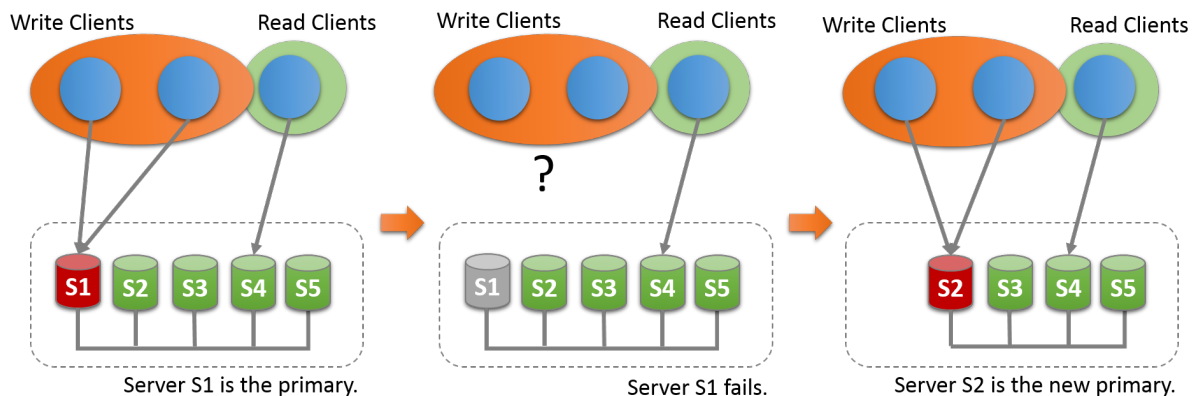 Write Clients
Read Clients
S1 S2 S3 S4 S5
Server S1 is the primary.
Write Clients
Read Clients
?
S1 S2 S3 S4 S5
Server S1 fails.
Write Clients
Read Clients
S2 S3 S4 S5
Server S2 is the new primary.